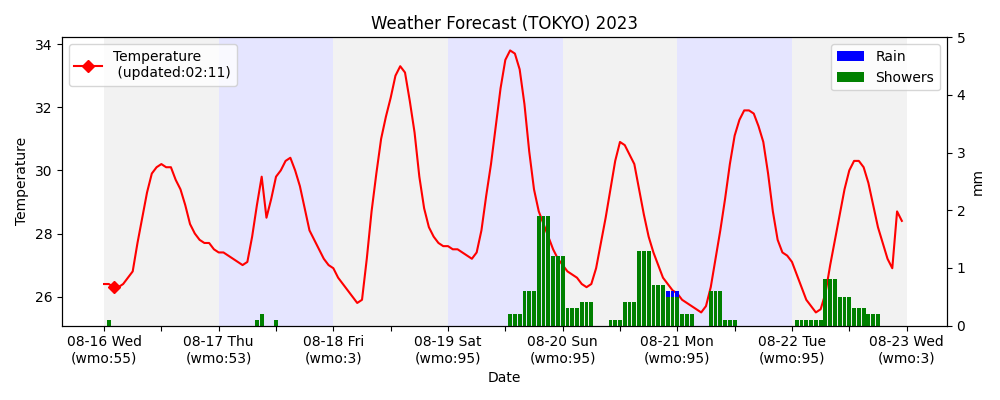 Weather Forecast (TOKYO) 2023
Temperature
(updated:02:11)
Rain
Showers
34
32
30
28
26
Temperature
5
4
3
2
1
0
mm
08-16 Wed 08-17 Thu 08-18 Fri 08-19 Sat 08-20 Sun 08-21 Mon 08-22 Tue 08-23 Wed
(wmo:55) (wmo:53) (wmo:3) (wmo:95) (wmo:95) (wmo:95) (wmo:95) (wmo:3)
Date